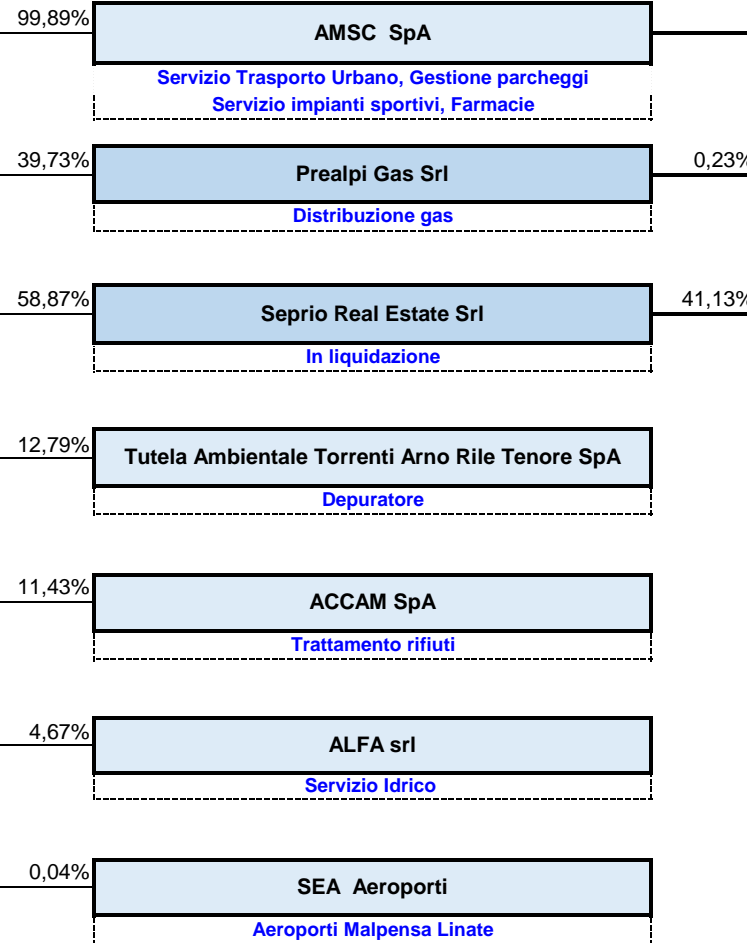 99,89%
AMSC SpA
Servizio Trasporto Urbano, Gestione parcheggi
Servizio impianti sportivi, Farmacie
39,73%
Prealpi Gas Srl
0,23%
Distribuzione gas
58,87%
Seprio Real Estate Srl
41,13%
In liquidazione
12,79%
Tutela Ambientale Torrenti Arno Rile Tenore SpA
Depuratore
11,43%
ACCAM SpA
Trattamento rifiuti
4,67%
ALFA srl
Servizio Idrico
0,04%
SEA Aeroporti
Aeroporti Malpensa Linate